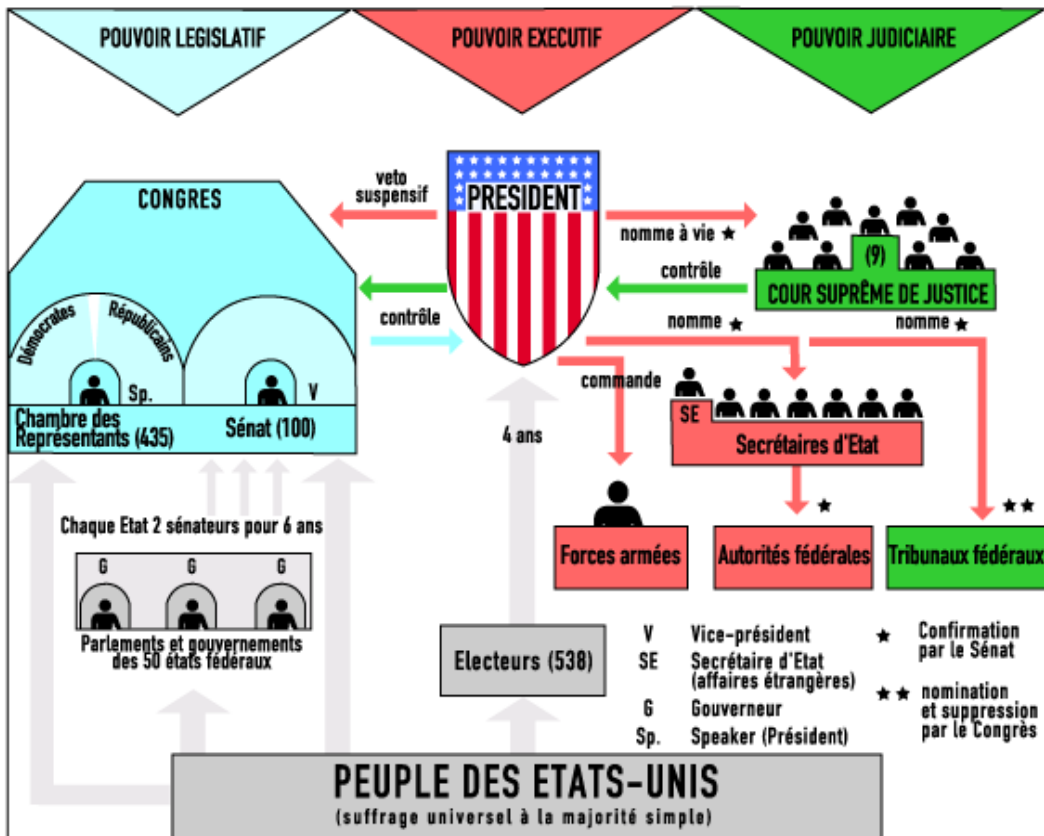 POUVOIR LEGISLATIF
POUVOIR EXECUTIF
POUVOIR JUDICIAIRE
CONGRES
veto
suspensif
PRESIDENT
nomme à vie ★
(9)
COUR SUPRÊME DE JUSTICE
contrôle
contrôle
nomme ★
nomme ★
Démocrates
Républicains
Sp.
V
Chambre des
Représentants (435)
Sénat (100)
commande
SE
Secrétaires d'Etat
4 ans
★
★★
Chaque Etat 2 sénateurs pour 6 ans
G
G
G
Parlements et gouvernements
des 50 états fédéraux
Forces armées
Autorités fédérales
Tribunaux fédéraux
Electeurs (538)
V Vice-président
SE Secrétaire d'Etat
(affaires étrangères)
G Gouverneur
Sp. Speaker (Président)
★ Confirmation
par le Sénat
★★ nomination
et suppression
par le Congrès
PEUPLE DES ETATS-UNIS
(suffrage universel à la majorité simple)